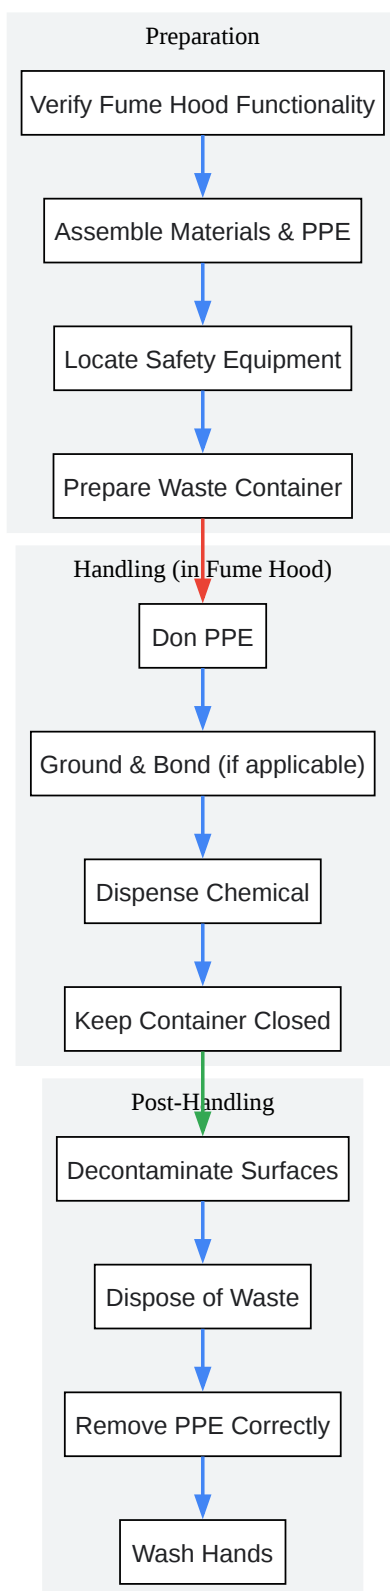 Preparation
Verify Fume Hood Functionality
Assemble Materials & PPE
Locate Safety Equipment
Prepare Waste Container
Handling (in Fume Hood)
Don PPE
Ground & Bond (if applicable)
Dispense Chemical
Keep Container Closed
Post-Handling
Decontaminate Surfaces
Dispose of Waste
Remove PPE Correctly
Wash Hands